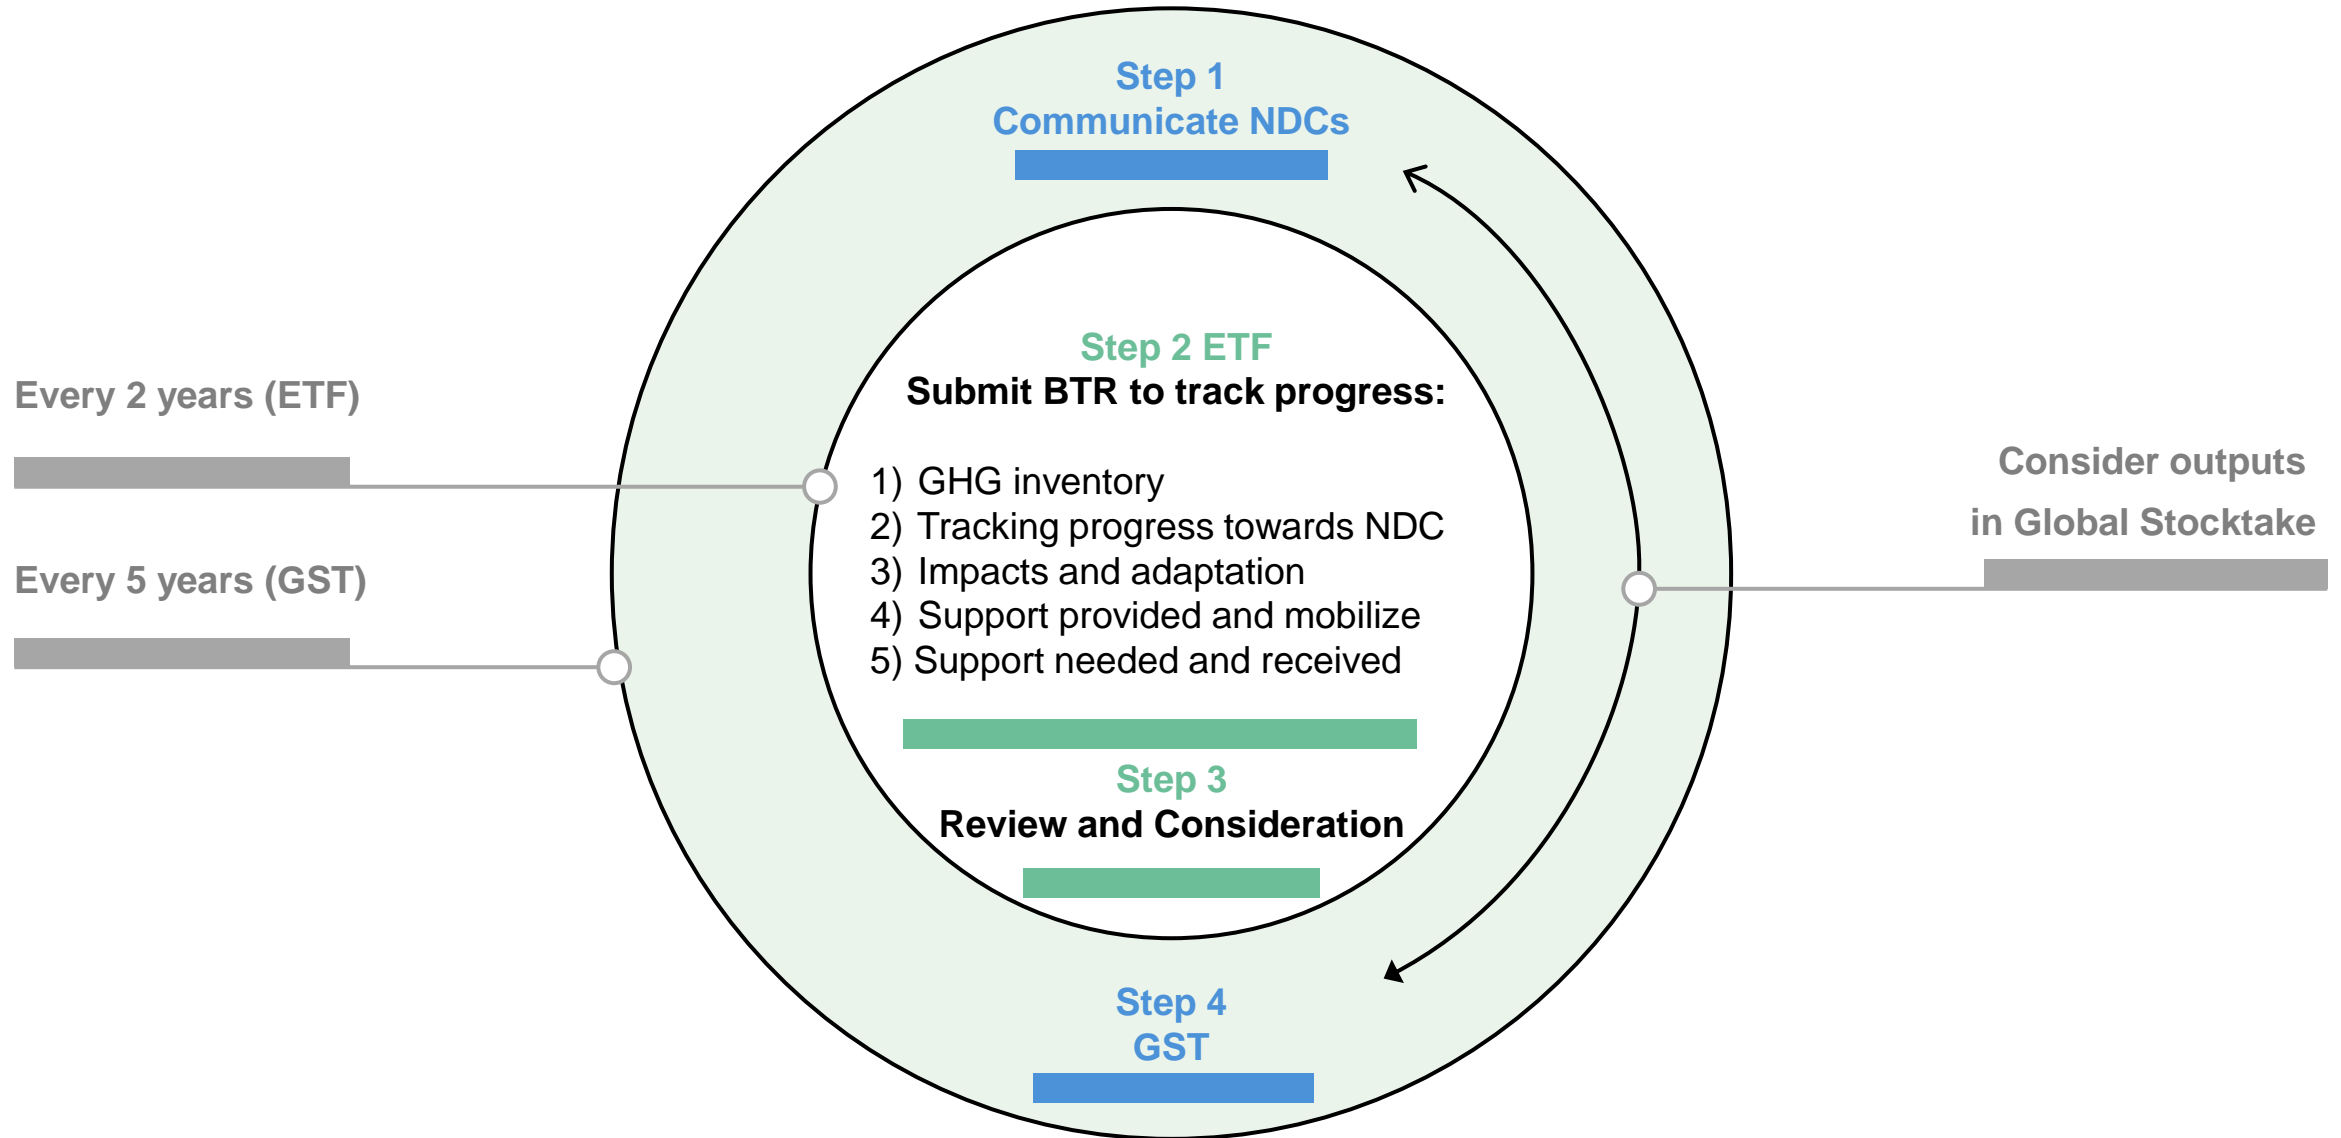 Step 1
Communicate NDCs
Step 2 ETF
Submit BTR to track progress:
1) GHG inventory
2) Tracking progress towards NDC
3) Impacts and adaptation
4) Support provided and mobilize
5) Support needed and received
Step 3
Review and Consideration
Step 4
GST
Every 2 years (ETF)
Every 5 years (GST)
Consider outputs
in Global Stocktake